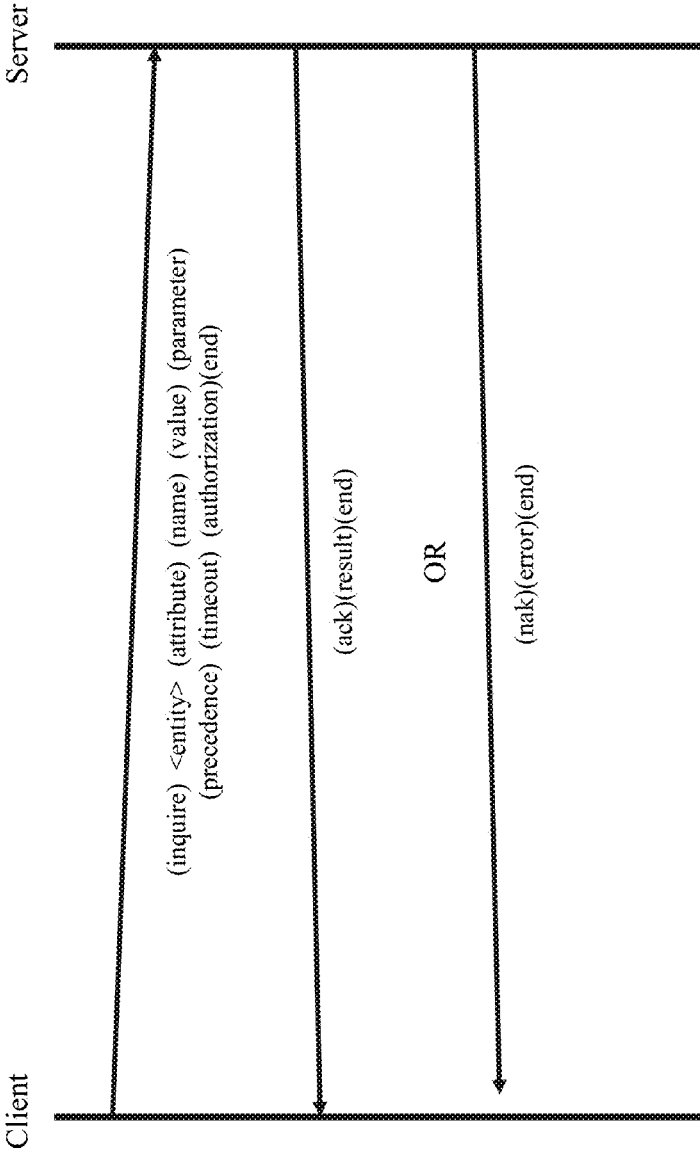 Client
Server
(inquire) <entity> (attribute) (name) (value) (parameter)
(precedence) (timeout) (authorization)(end)
(ack)(result)(end)
OR
(nak)(error)(end)